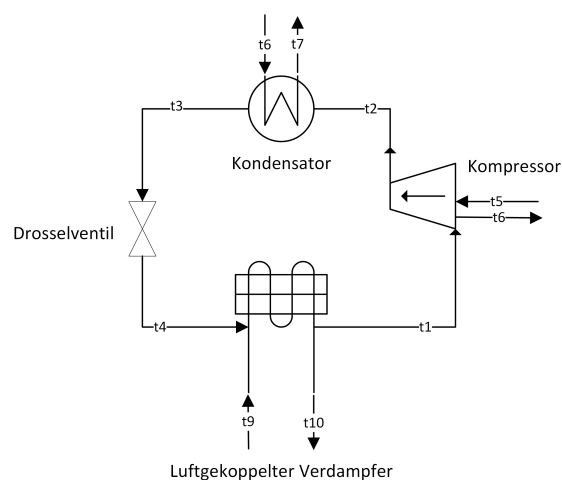 t6 t7
t3
t2
Kondensator
Kompressor
t5
t6
Drosselventil
t4
t1
t9
t10
Luftgekoppelter Verdampfer